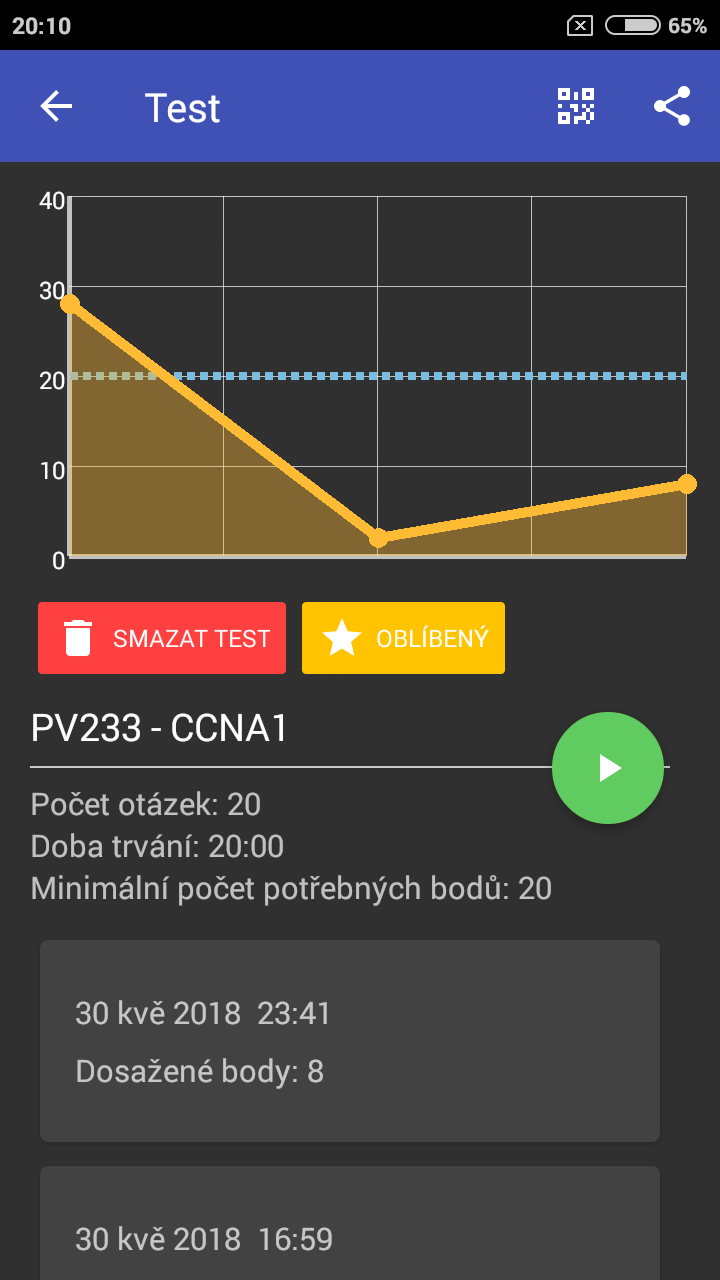 20:10 65%
Test
40
30
20
10
0
SMAZAT TEST OBLÍBENÝ
PV233 - CCNA1
Počet otázek: 20
Doba trvání: 20:00
Minimální počet potřebných bodů: 20
30 kvě 2018 23:41
Dosažené body: 8
30 kvě 2018 16:59